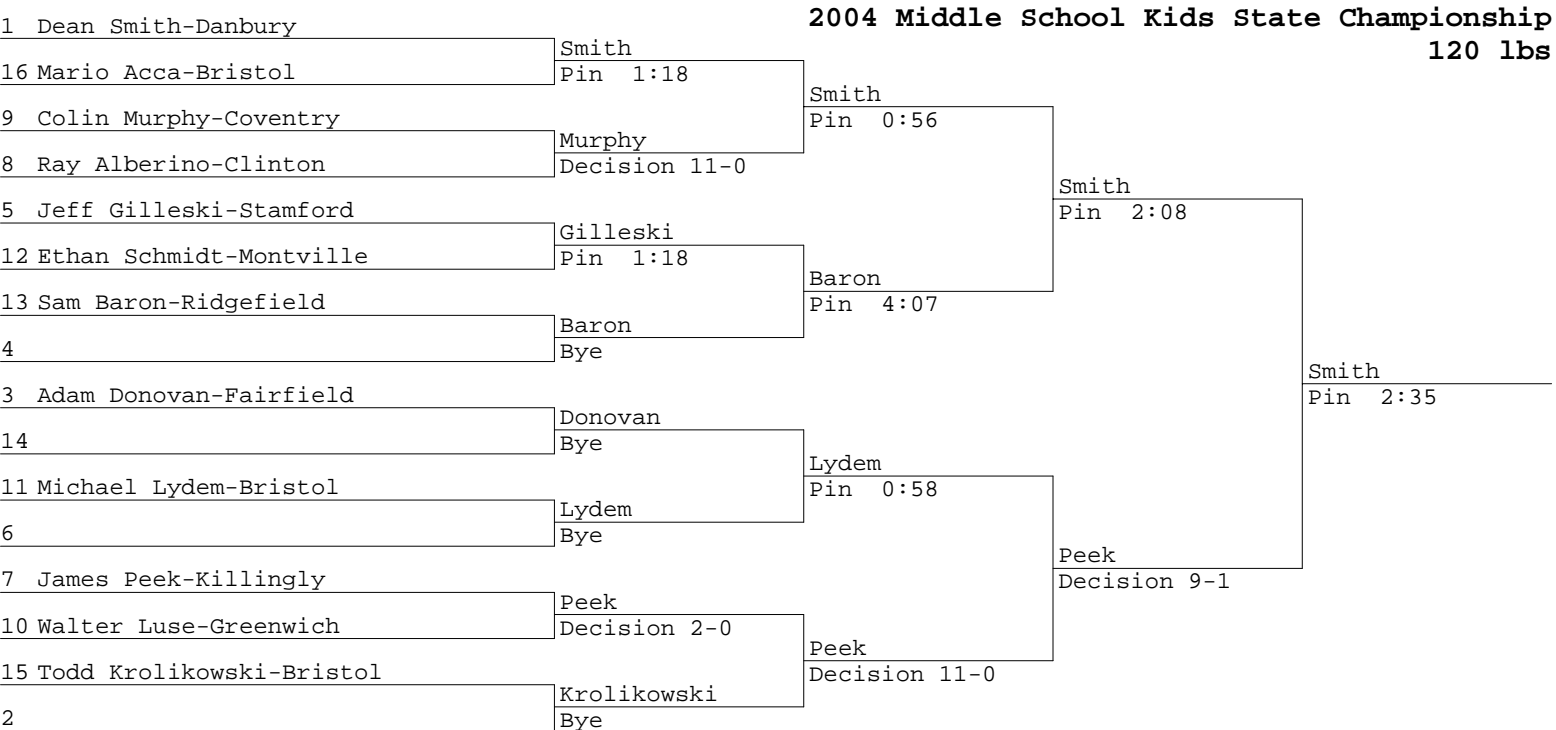 2004 Middle School Kids State Championship
120 lbs
1 Dean Smith-Danbury
Smith
16 Mario Acca-Bristol
Pin 1:18
Smith
9 Colin Murphy-Coventry
Pin 0:56
Murphy
8 Ray Alberino-Clinton
Decision 11-0
Smith
5 Jeff Gilleski-Stamford
Pin 2:08
Gilleski
12 Ethan Schmidt-Montville
Pin 1:18
Baron
13 Sam Baron-Ridgefield
Pin 4:07
Baron
4
Bye
Smith
3 Adam Donovan-Fairfield
Pin 2:35
Donovan
14
Bye
Lydem
11 Michael Lydem-Bristol
Pin 0:58
Lydem
6
Bye
Peek
7 James Peek-Killingly
Decision 9-1
Peek
10 Walter Luse-Greenwich
Decision 2-0
Peek
15 Todd Krolikowski-Bristol
Decision 11-0
Krolikowski
2
Bye